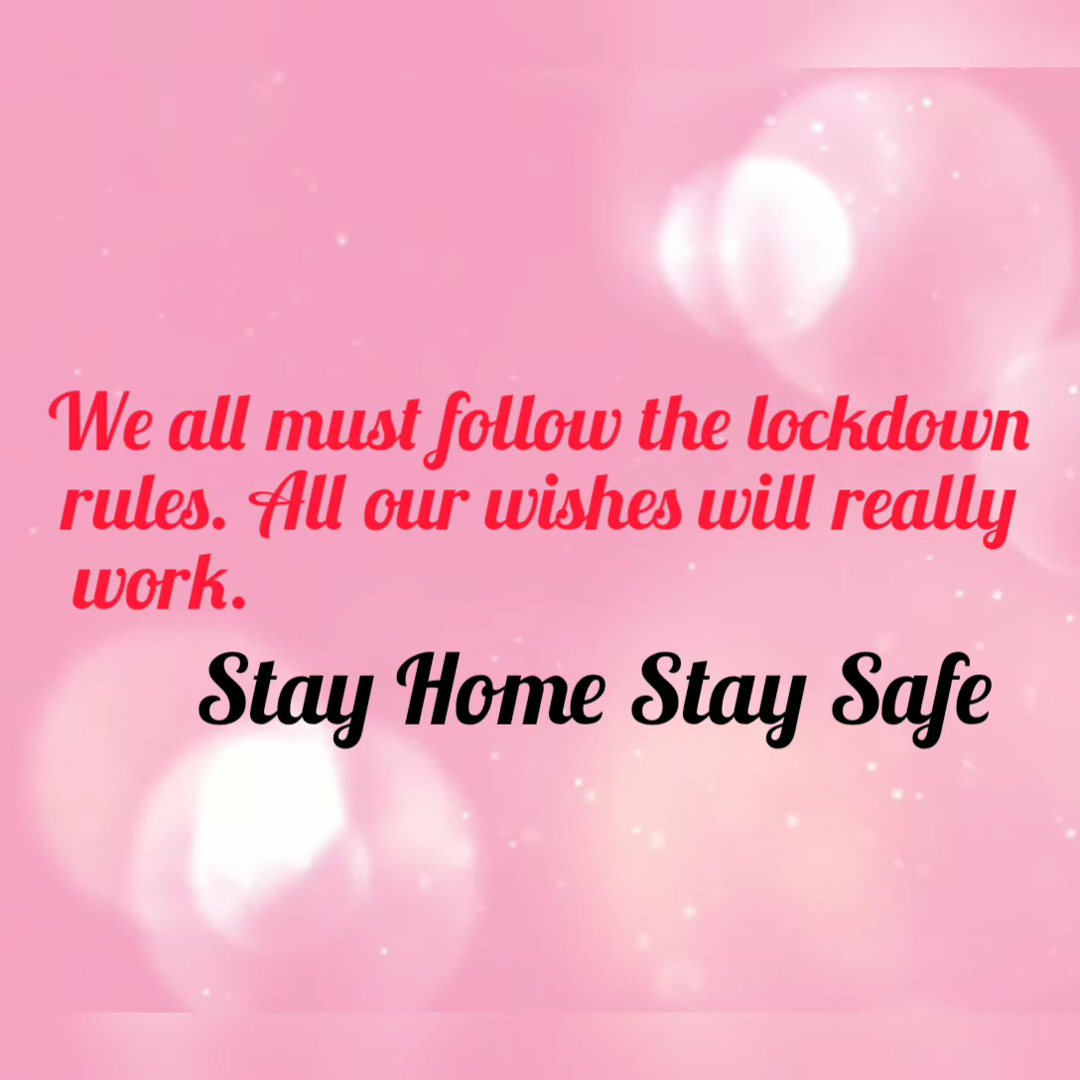 We all must follow the lockdown
rules. All our wishes will really
work.
Stay Home Stay Safe